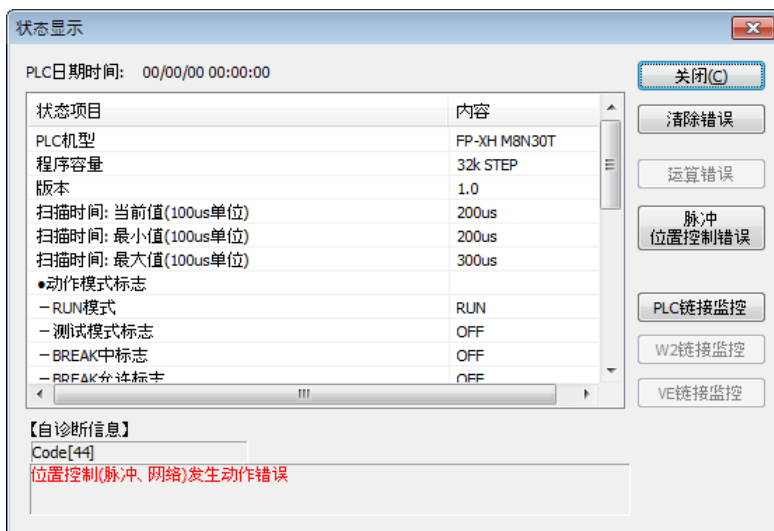 状态显示
PLC日期时间: 00/00/00 00:00:00
关闭(C)
状态项目 内容
清除错误
PLC机型 FP-XH M8N30T
程序容量 32k STEP
运算错误
版本 1.0
扫描时间: 当前值(100us单位) 200us
脉冲
位置控制错误
扫描时间: 最小值(100us单位) 200us
扫描时间: 最大值(100us单位) 300us
●动作模式标志
-RUN模式 RUN
PLC链接监控
-测试模式标志 OFF
-BREAK中标志 OFF
W2链接监控
-BREAK允许标志 OFF
VE链接监控
【自诊断信息】
Code[44]
位置控制(脉冲、网络)发生动作错误